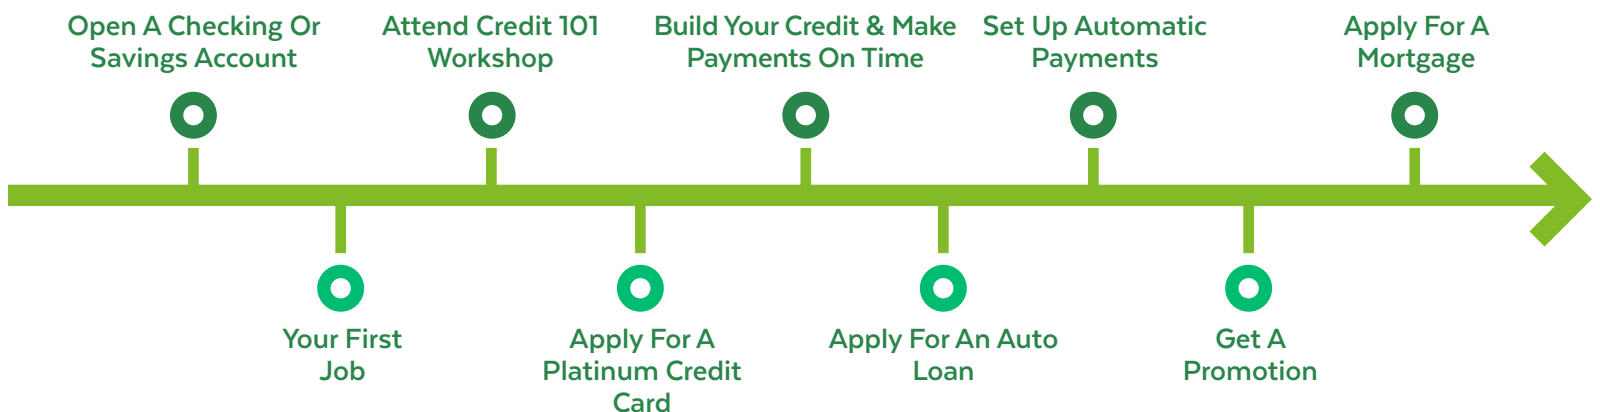 Open A Checking Or
Savings Account
Attend Credit 101
Workshop
Build Your Credit & Make
Payments On Time
Set Up Automatic
Payments
Apply For A
Mortgage
Your First
Job
Apply For A
Platinum Credit
Card
Apply For An Auto
Loan
Get A
Promotion